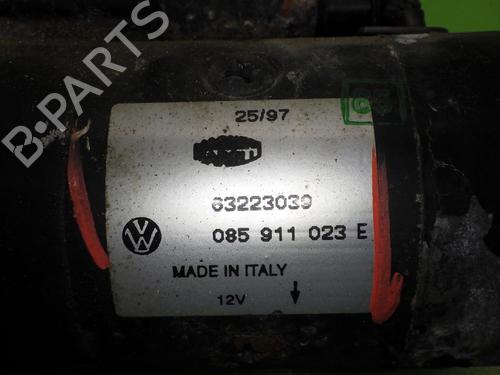 B-PARTS
25/97
63223039
085 911 023 E
MADE IN ITALY
12V